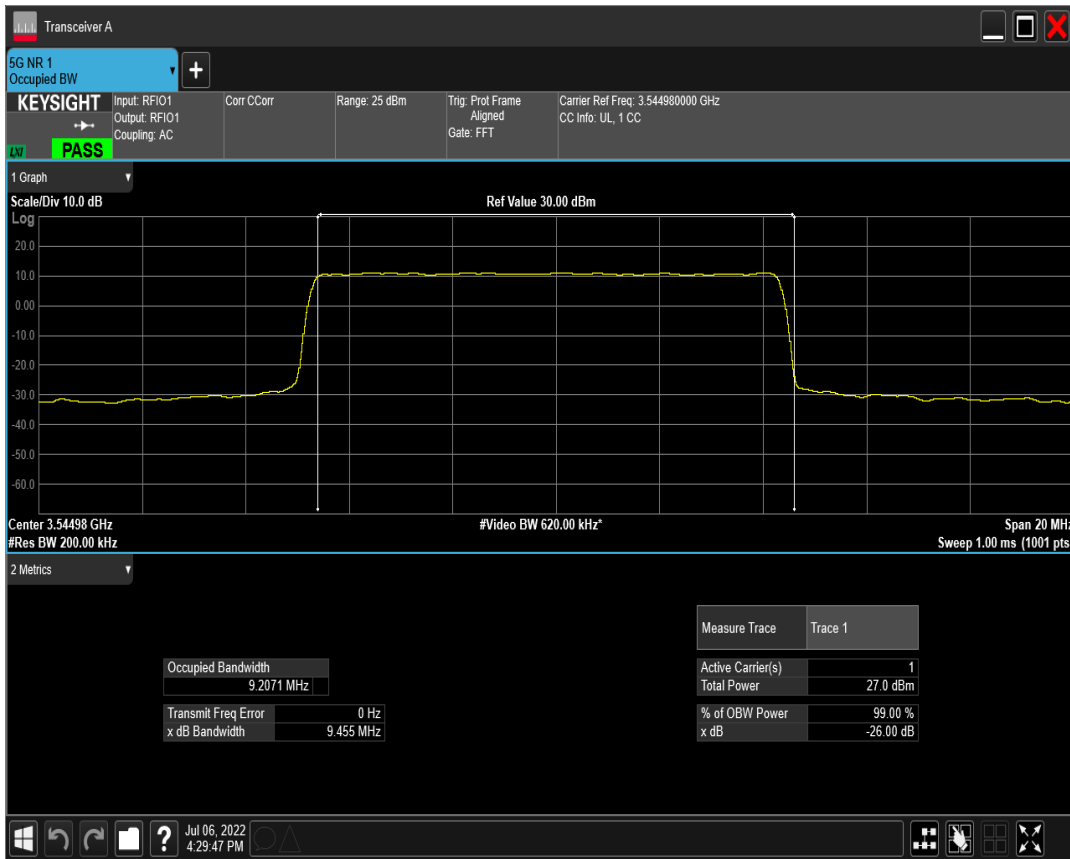 Transceiver A
5G NR 1
Occupied BW
+
KEYSIGHT
LXI
PASS
Input: RFIO1
Output: RFIO1
Coupling: AC
Corr CCorr
Range: 25 dBm
Trig: Prot Frame
Aligned
Gate: FFT
Carrier Ref Freq: 3.544980000 GHz
CC Info: UL, 1 CC
1 Graph
Scale/Div 10.0 dB
Ref Value 30.00 dBm
Log
20.0
10.0
0.00
-10.0
-20.0
-30.0
-40.0
-50.0
-60.0
Center 3.54498 GHz
#Video BW 620.00 kHz*
Span 20 MHz
#Res BW 200.00 kHz
Sweep 1.00 ms (1001 pts
2 Metrics
Measure Trace Trace 1
Occupied Bandwidth
9.2071 MHz
Active Carrier(s) 1
Total Power 27.0 dBm
Transmit Freq Error 0 Hz
x dB Bandwidth 9.455 MHz
% of OBW Power 99.00 %
x dB -26.00 dB
?
Jul 06, 2022
4:29:47 PM